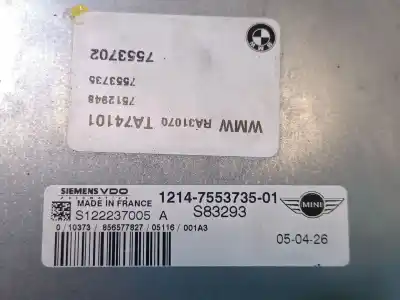 7553702
7553735
7512948
WMW RA31070 TA74101
SIEMENS VDO
Automotive
MADE IN FRANCE
1214-7553735-01
S122237005 A
S83293
MINI
0 / 10373 / 856577827 / 05116 / 001A3
05-04-26